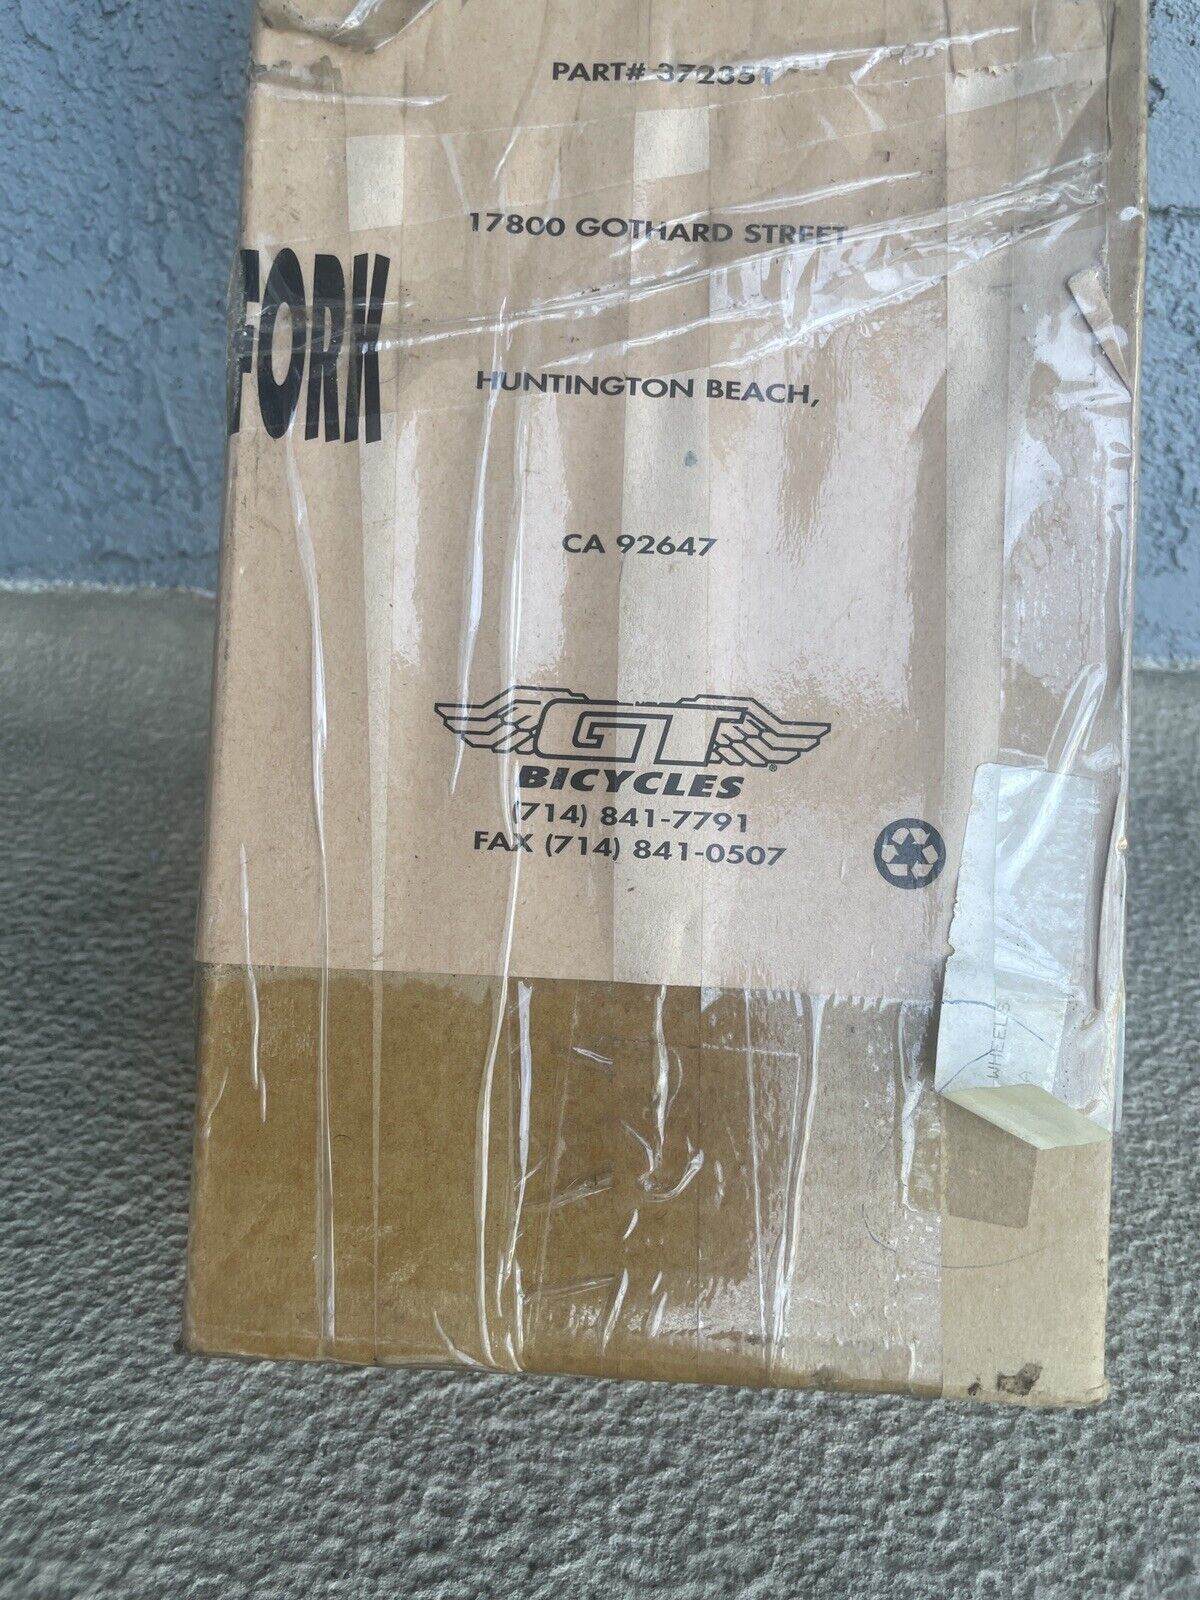 PART# 372351
17800 GOTHARD STREET
FORK
HUNTINGTON BEACH,
CA 92647
GT®
BICYCLES
(714) 841-7791
FAX (714) 841-0507
WHEELS